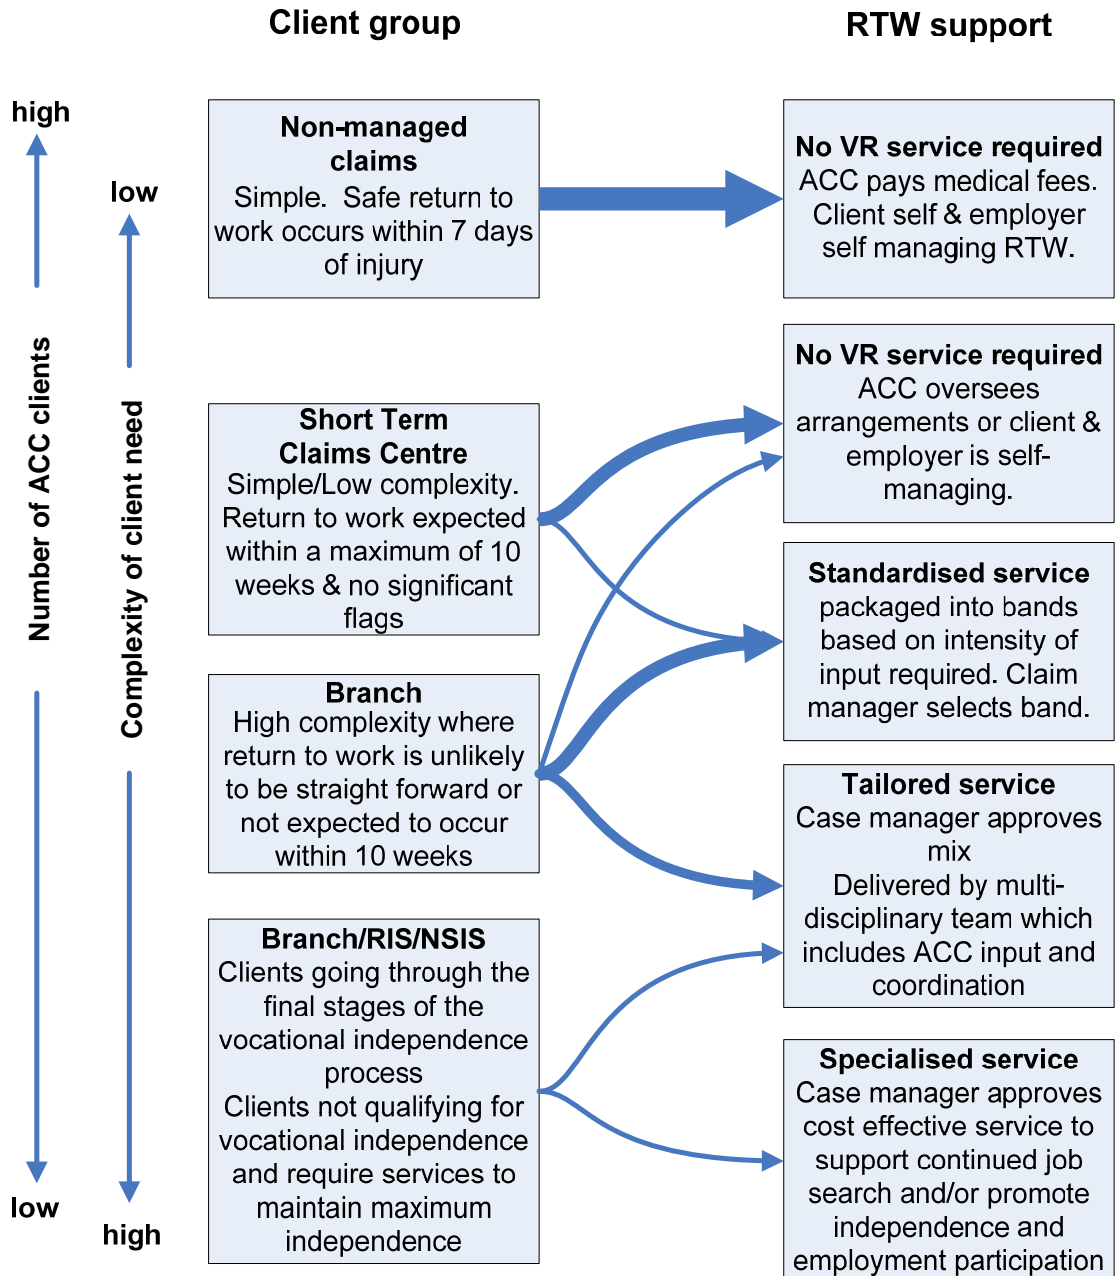 Client group
RTW support
high
low
Number of ACC clients
low
Complexity of client need
high
Non-managed
claims
Simple.  Safe return to
work occurs within 7 days
of injury
No VR service required
ACC pays medical fees.
Client self & employer
self managing RTW.
Short Term
Claims Centre
Simple/Low complexity.
Return to work expected
within a maximum of 10
weeks & no significant
flags
No VR service required
ACC oversees
arrangements or client &
employer is self-
managing.
Standardised service
packaged into bands
based on intensity of
input required. Claim
manager selects band.
Branch
High complexity where
return to work is unlikely
to be straight forward or
not expected to occur
within 10 weeks
Tailored service
Case manager approves
mix
Delivered by multi-
disciplinary team which
includes ACC input and
coordination
Branch/RIS/NSIS
Clients going through the
final stages of the
vocational independence
process
Clients not qualifying for
vocational independence
and require services to
maintain maximum
independence
Specialised service
Case manager approves
cost effective service to
support continued job
search and/or promote
independence and
employment participation